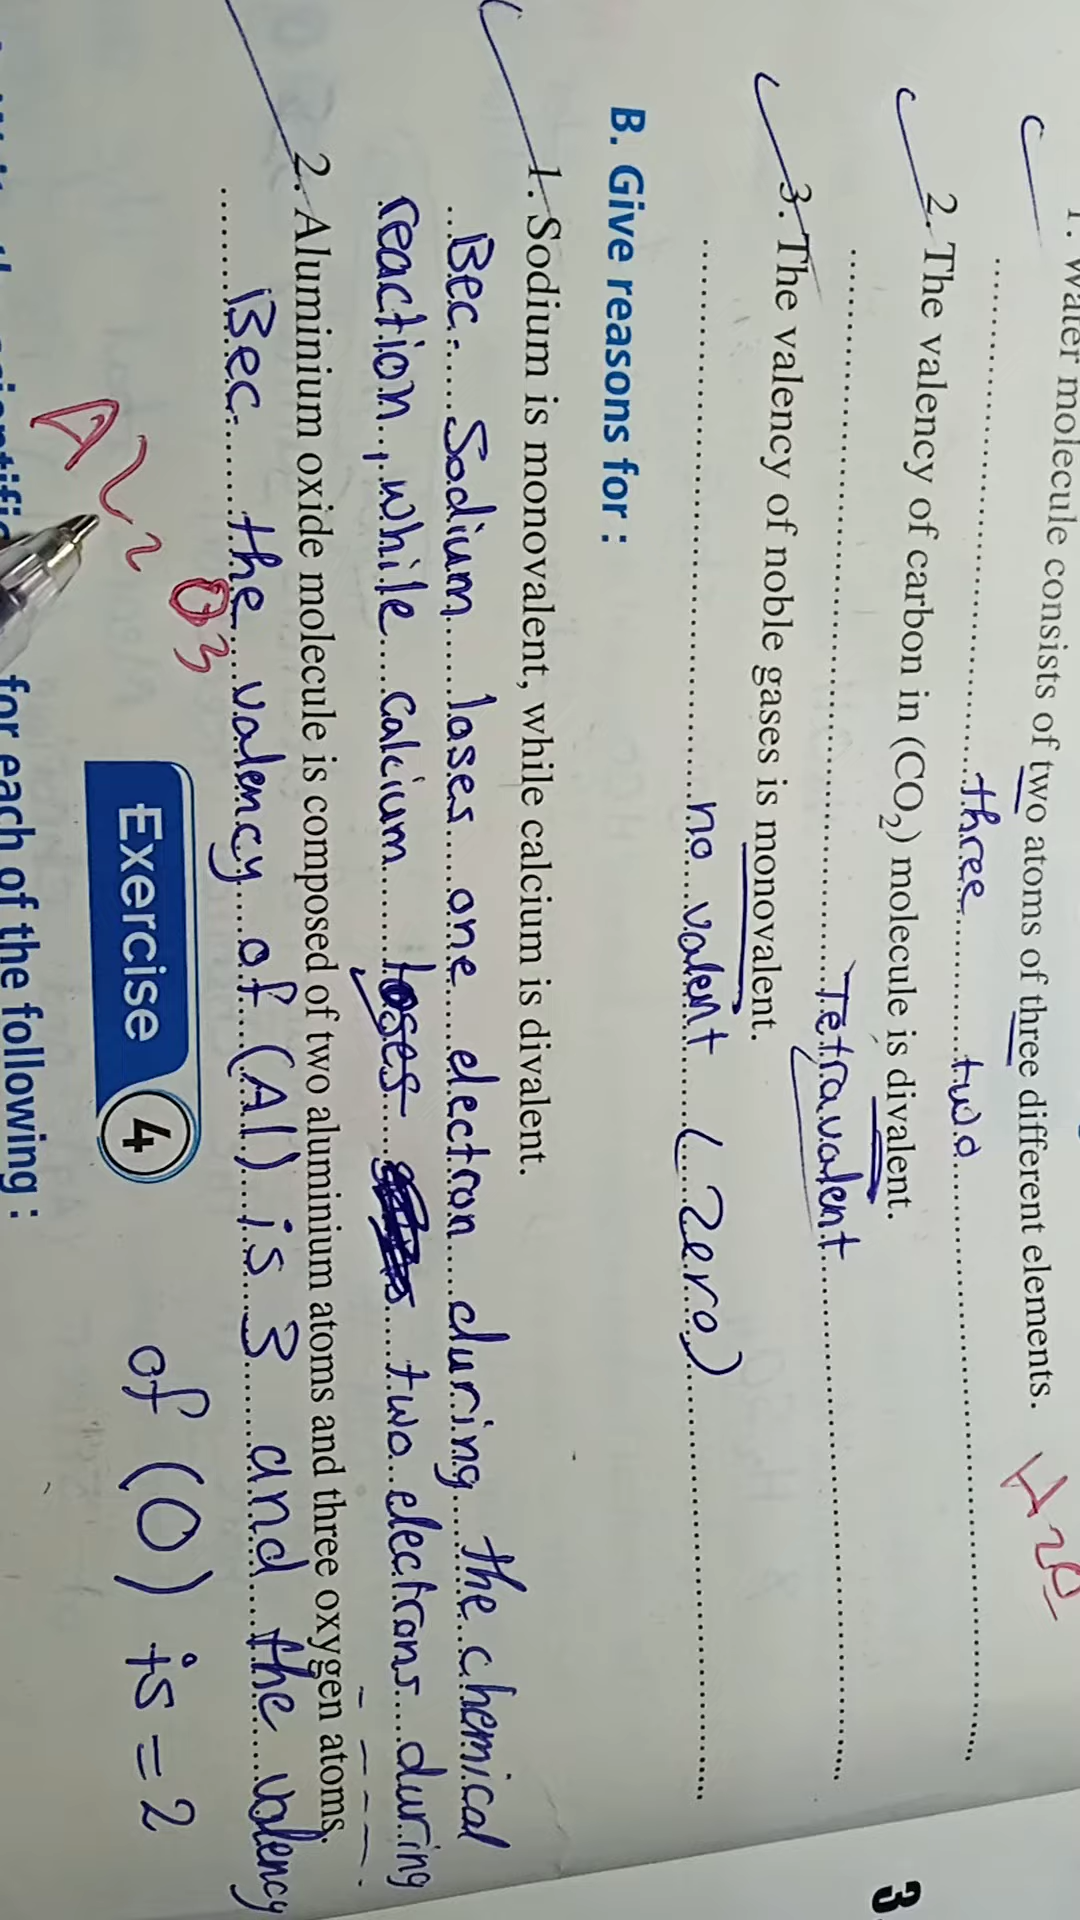 1. Water molecule consists of two atoms of three different elements.
H2O
three two
2. The valency of carbon in (CO2) molecule is divalent.
Tetravalent
3. The valency of noble gases is monovalent.
no valent (Zero)
B. Give reasons for :
1. Sodium is monovalent, while calcium is divalent.
Bec. Sodium loses one electron during the chemical
reaction, while calcium loses two electrons during
2. Aluminium oxide molecule is composed of two aluminium atoms and three oxygen atoms.
Bec. the valency of (Al) is 3 and the valency
of (O) is = 2
Al2 O3
Exercise 4
for each of the following :
3